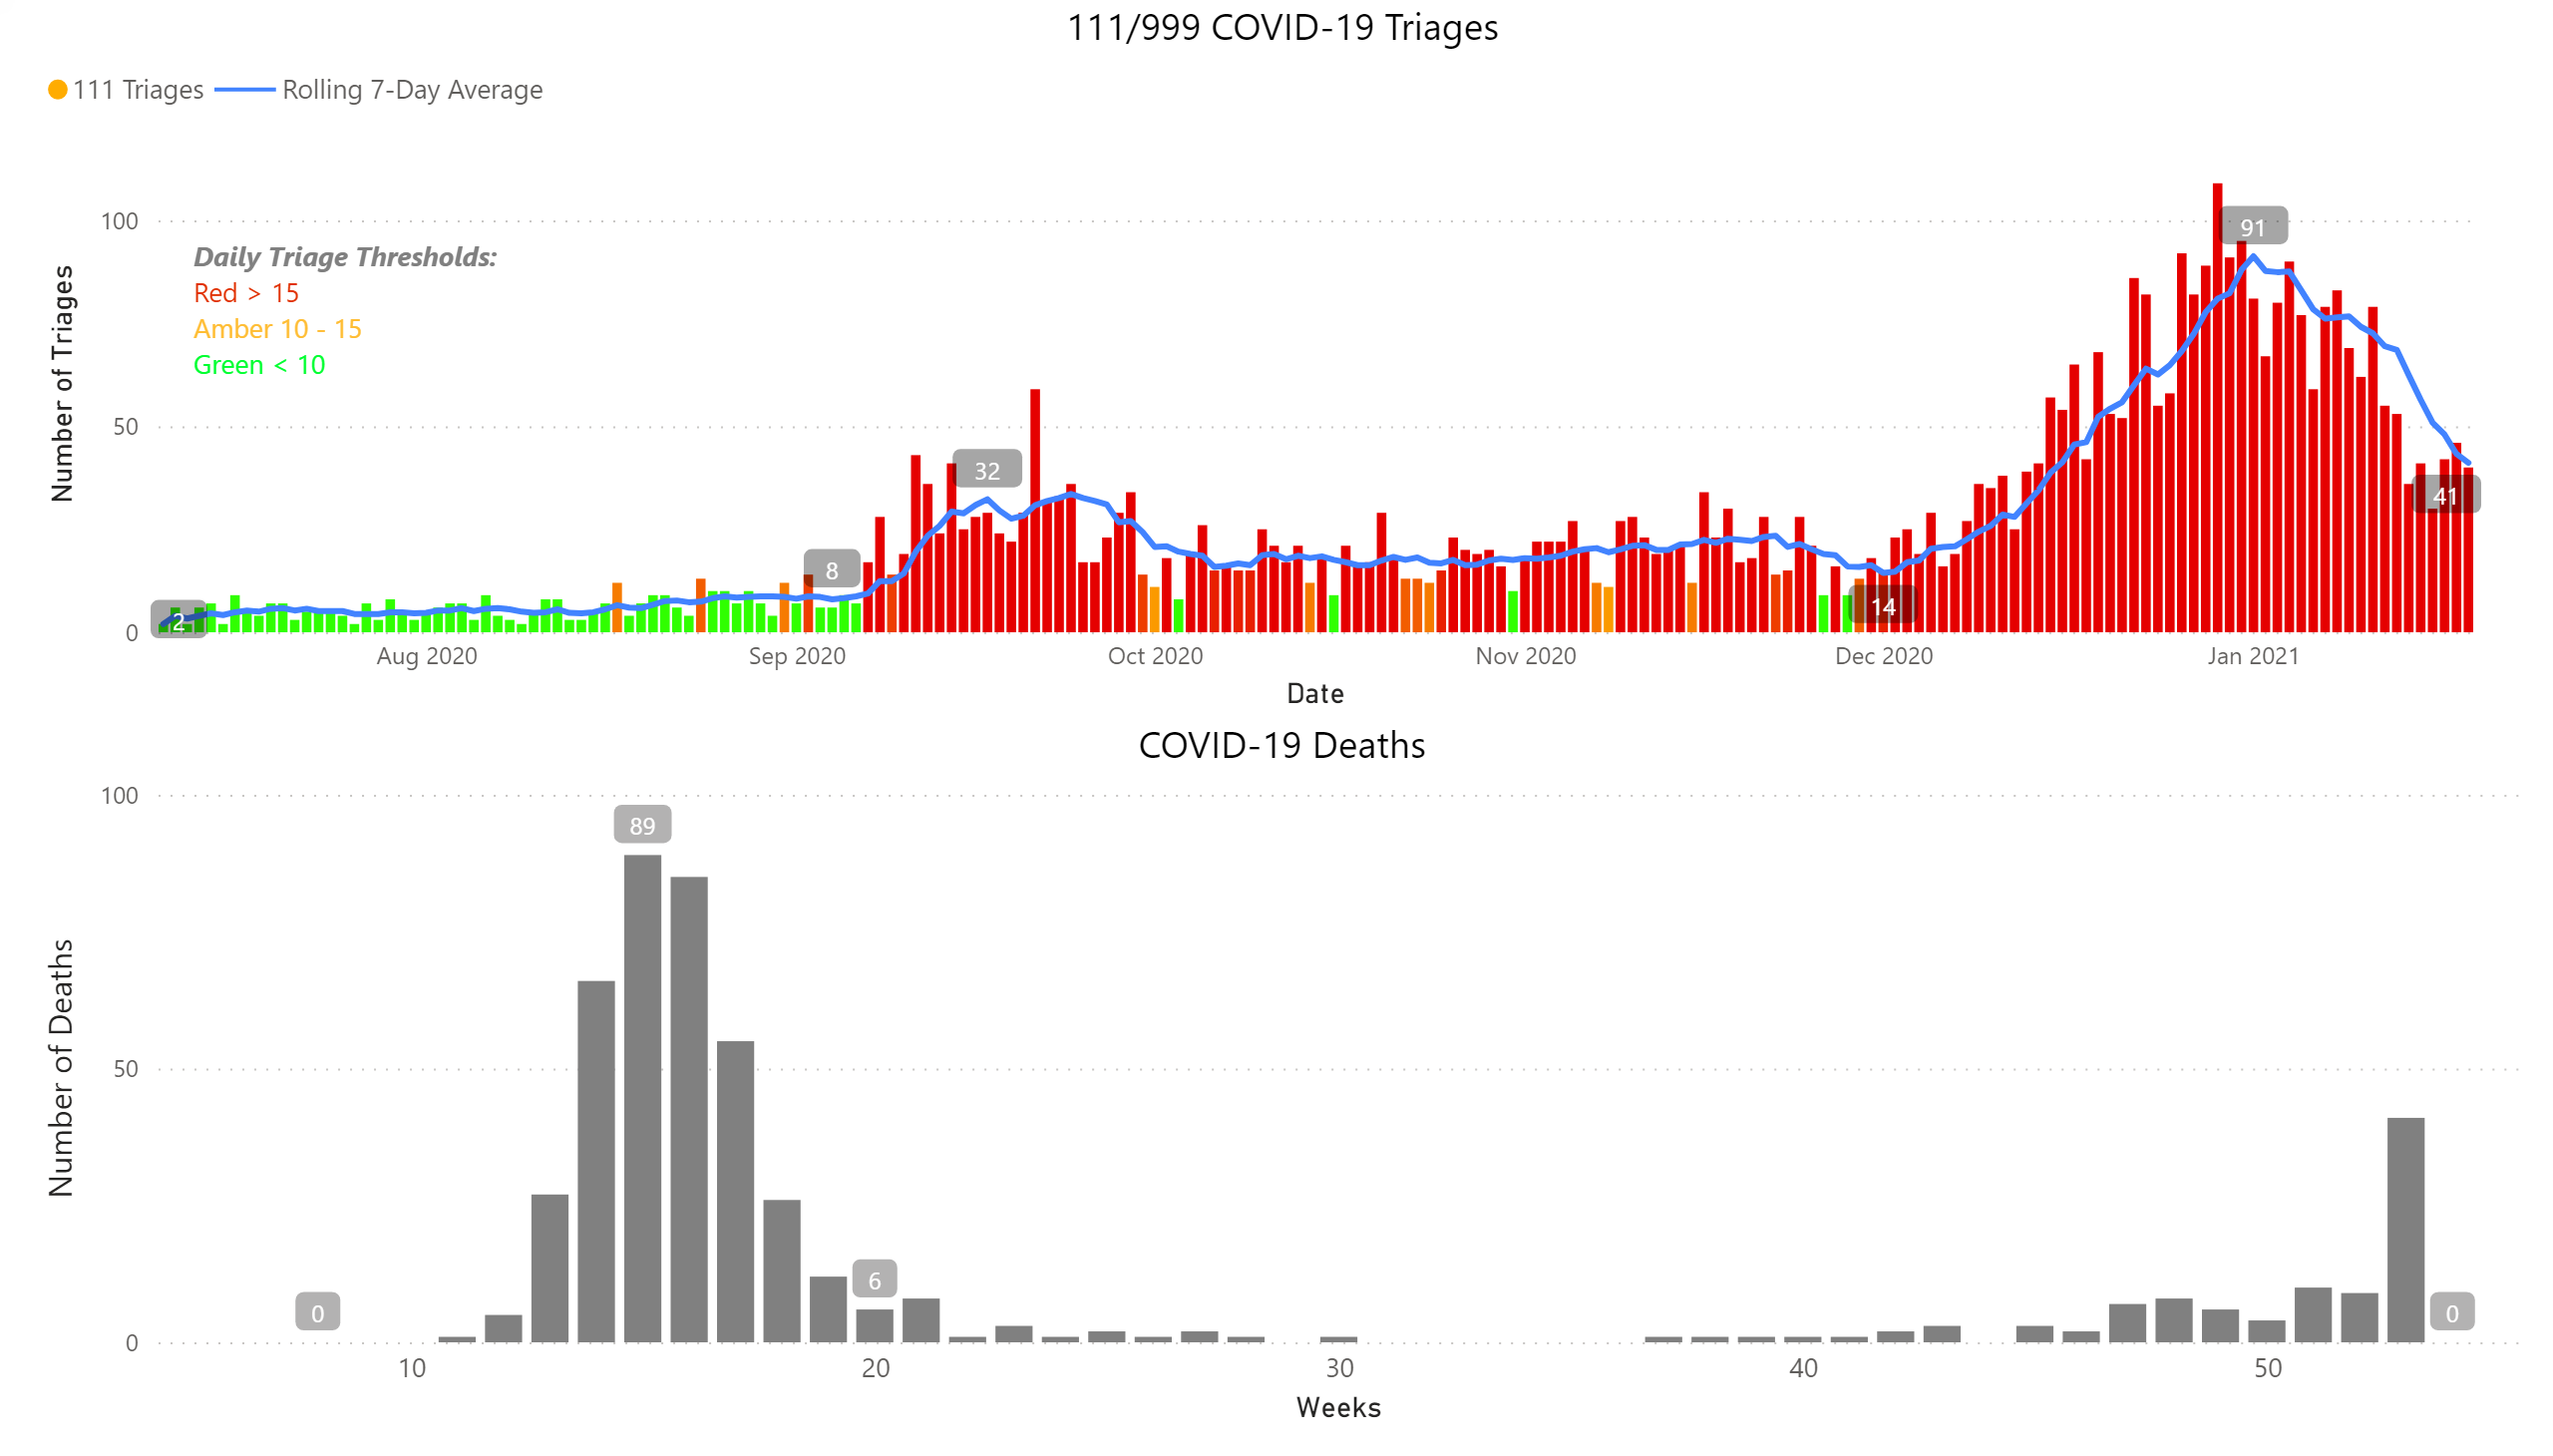 111/999 COVID-19 Triages
111 Triages
Rolling 7-Day Average
Number of Triages
100
50
0
Daily Triage Thresholds:
Red > 15
Amber 10 - 15
Green < 10
2
8
32
14
91
41
Aug 2020
Sep 2020
Oct 2020
Nov 2020
Dec 2020
Jan 2021
Date
COVID-19 Deaths
Number of Deaths
100
50
0
0
89
6
0
10
20
30
40
50
Weeks